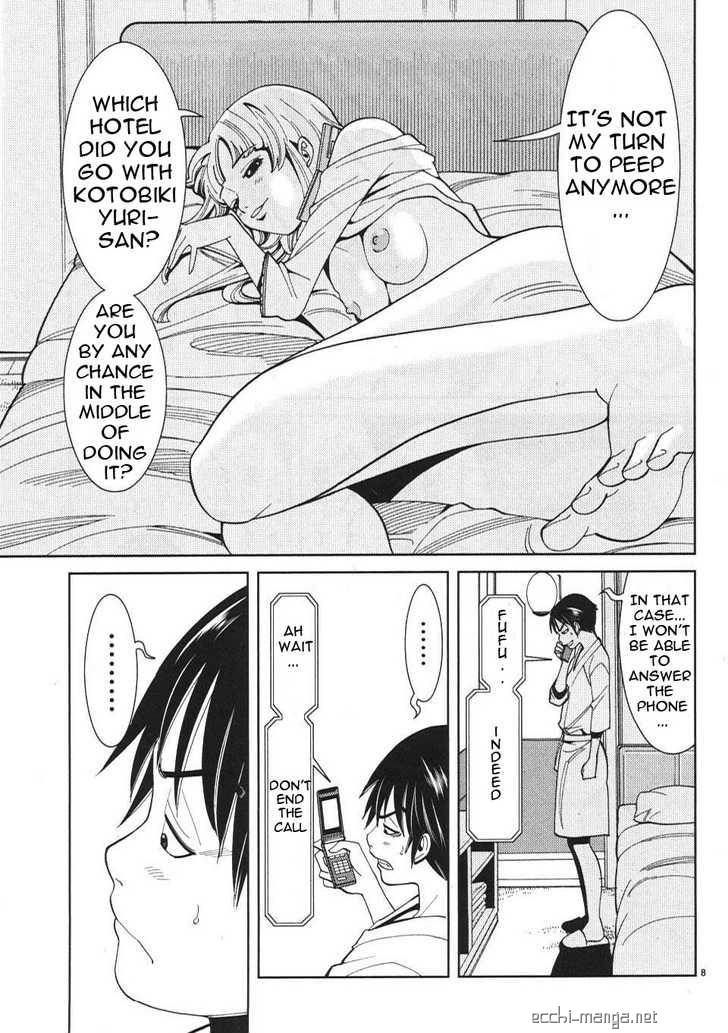 IT'S NOT
MY TURN
TO PEEP
ANYMORE
...
WHICH
HOTEL
DID YOU
GO WITH
KOTOBIKI
YURI-
SAN?
ARE
YOU
BY ANY
CHANCE
IN THE
MIDDLE
OF
DOING
IT?
IN THAT
CASE...
I WON'T
BE ABLE
TO
ANSWER
THE
PHONE
...
FUFU..
INDEED
......
AH
WAIT
...
DON'T
END
THE
CALL
........
8
ecchi-manga.net